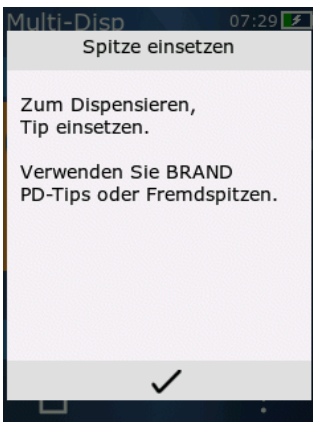 Multi-Disp 07:29
Spitze einsetzen
Zum Dispensieren,
Tip einsetzen.
Verwenden Sie BRAND
PD-Tips oder Fremdspitzen.